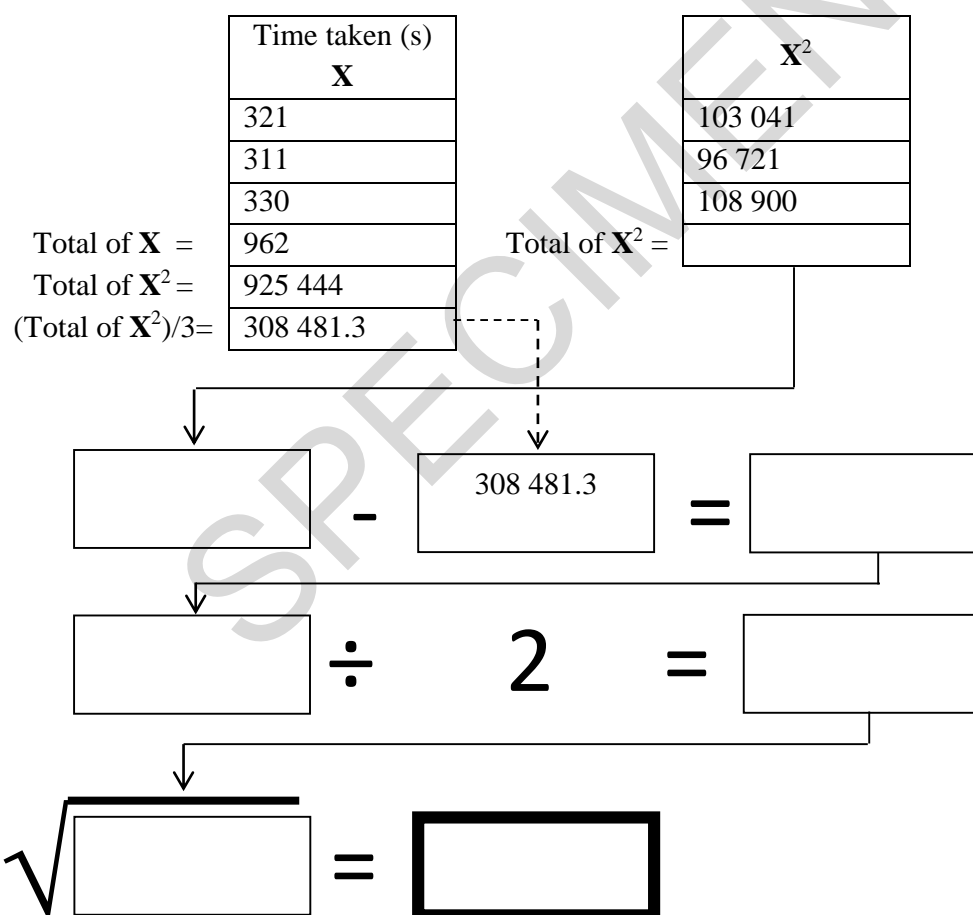 Time taken (s)
X
X²
321
103 041
311
96 721
330
108 900
Total of X =
962
Total of X² =
Total of X² =
925 444
(Total of X²)/3=
308 481.3
-
308 481.3
=
÷
2
=
√
=
SPECIMEN